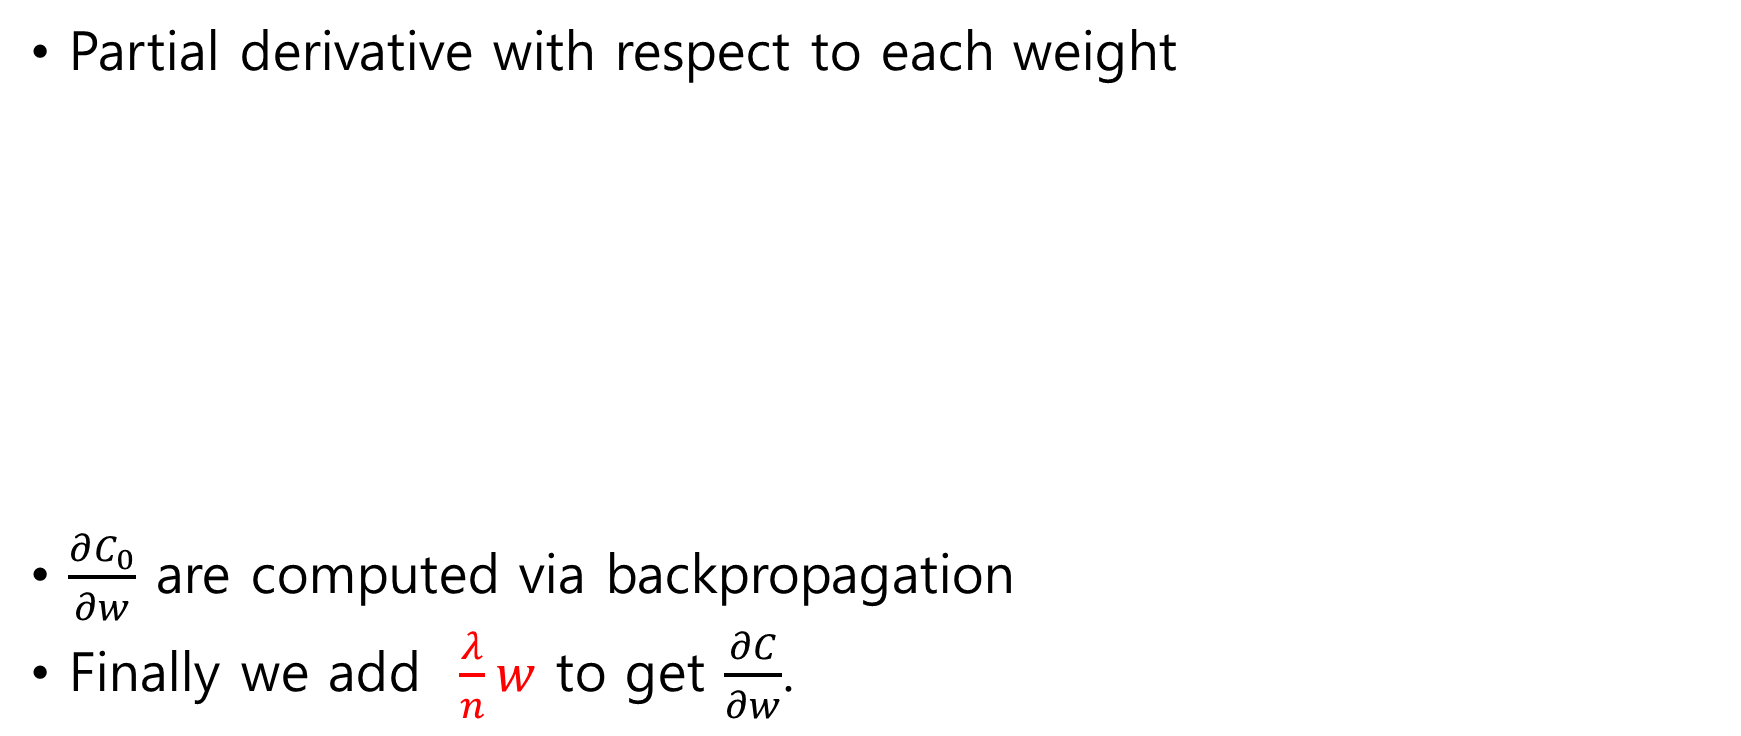 • Partial derivative with respect to each weight
• ∂C₀/∂w are computed via backpropagation
• Finally we add λ/n w to get ∂C/∂w.